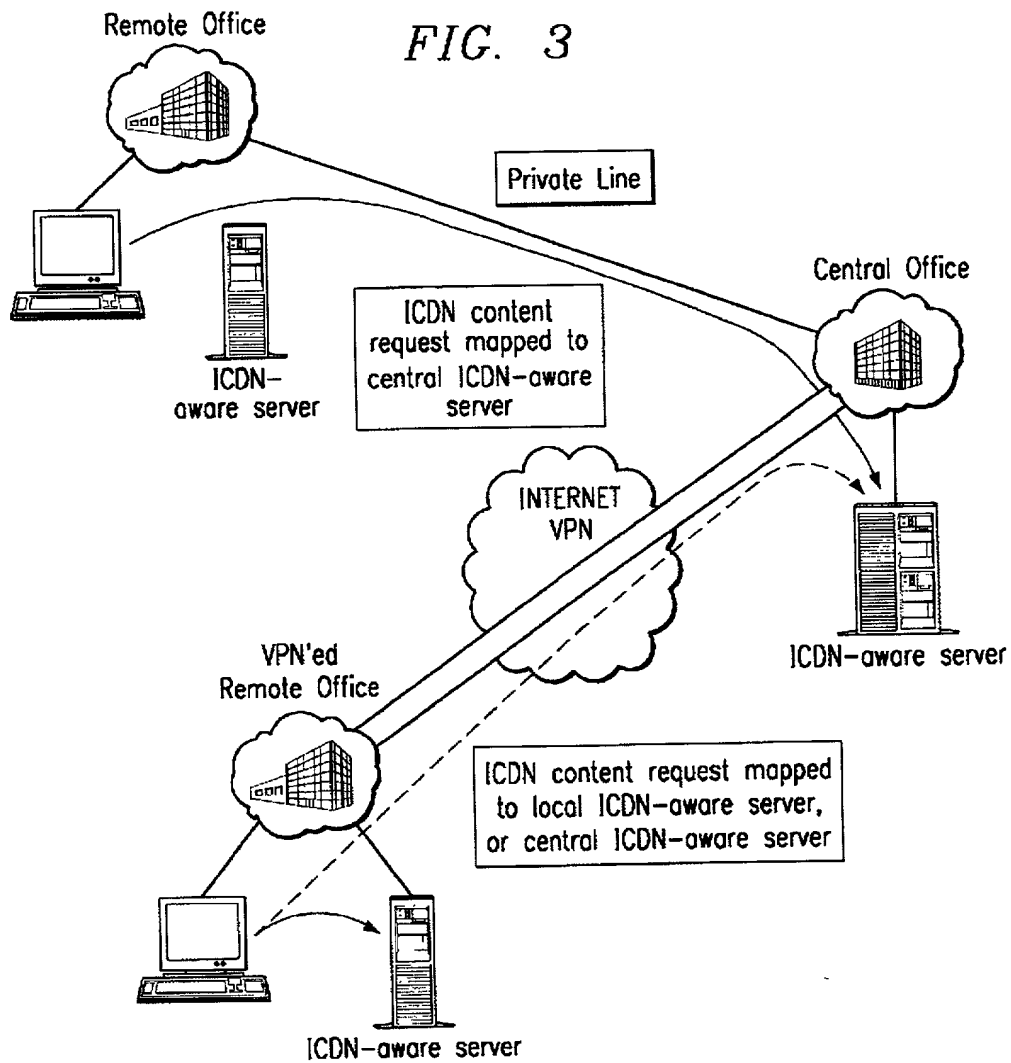 Remote Office
FIG. 3
Private Line
Central Office
ICDN content
request mapped to
central ICDN-aware
server
ICDN-
aware server
INTERNET
VPN
ICDN-aware server
VPN'ed
Remote Office
ICDN content request mapped
to local ICDN-aware server,
or central ICDN-aware server
ICDN-aware server